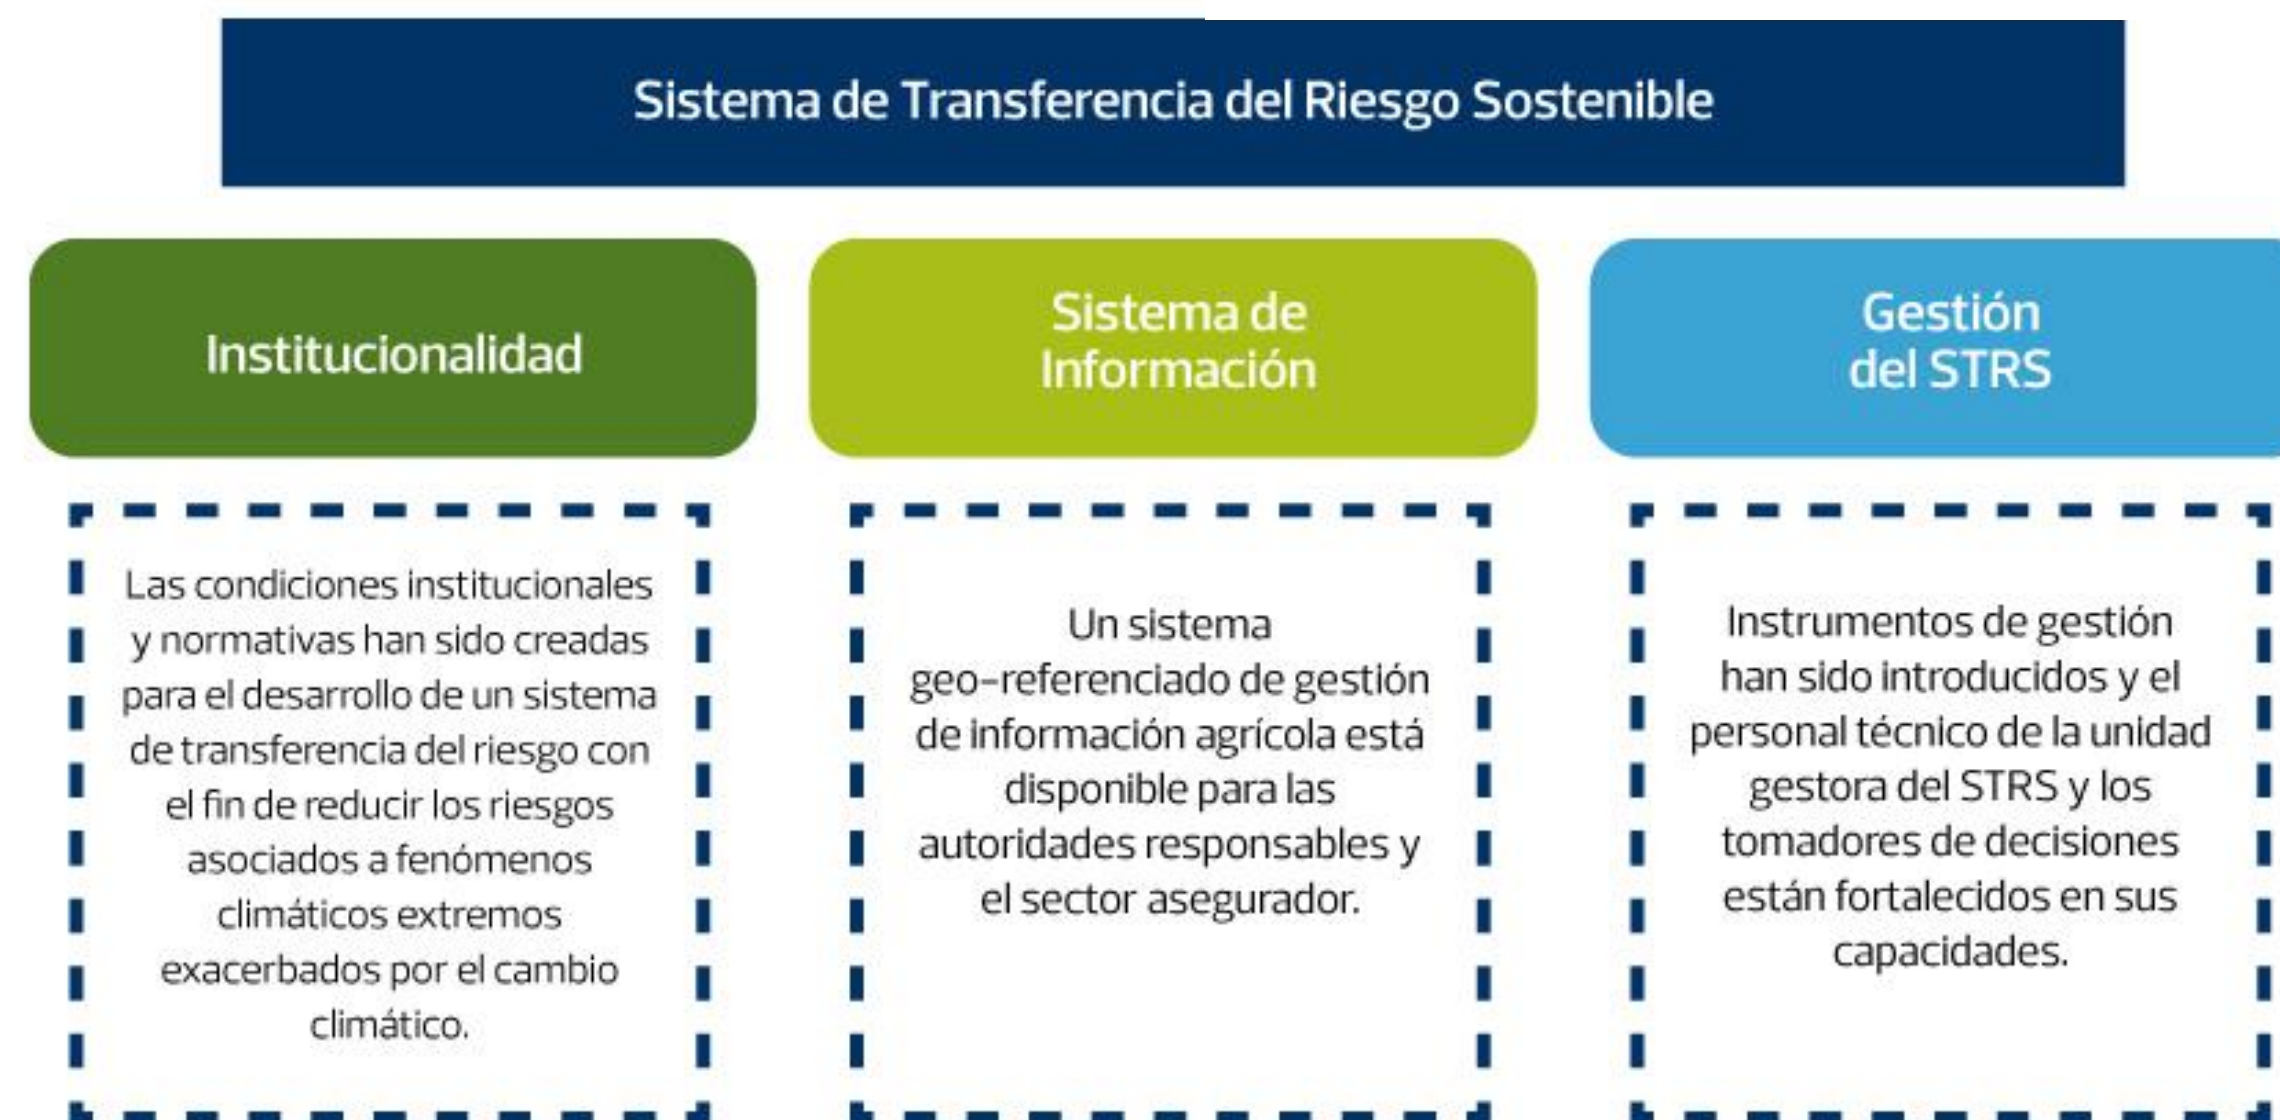 Sistema de Transferencia del Riesgo Sostenible
Institucionalidad
Las condiciones institucionales
y normativas han sido creadas
para el desarrollo de un sistema
de transferencia del riesgo con
el fin de reducir los riesgos
asociados a fenómenos
climáticos extremos
exacerbados por el cambio
climático.
Sistema de
Información
Un sistema
geo-referenciado de gestión
de información agrícola está
disponible para las
autoridades responsables y
el sector asegurador.
Gestión
del STRS
Instrumentos de gestión
han sido introducidos y el
personal técnico de la unidad
gestora del STRS y los
tomadores de decisiones
están fortalecidos en sus
capacidades.